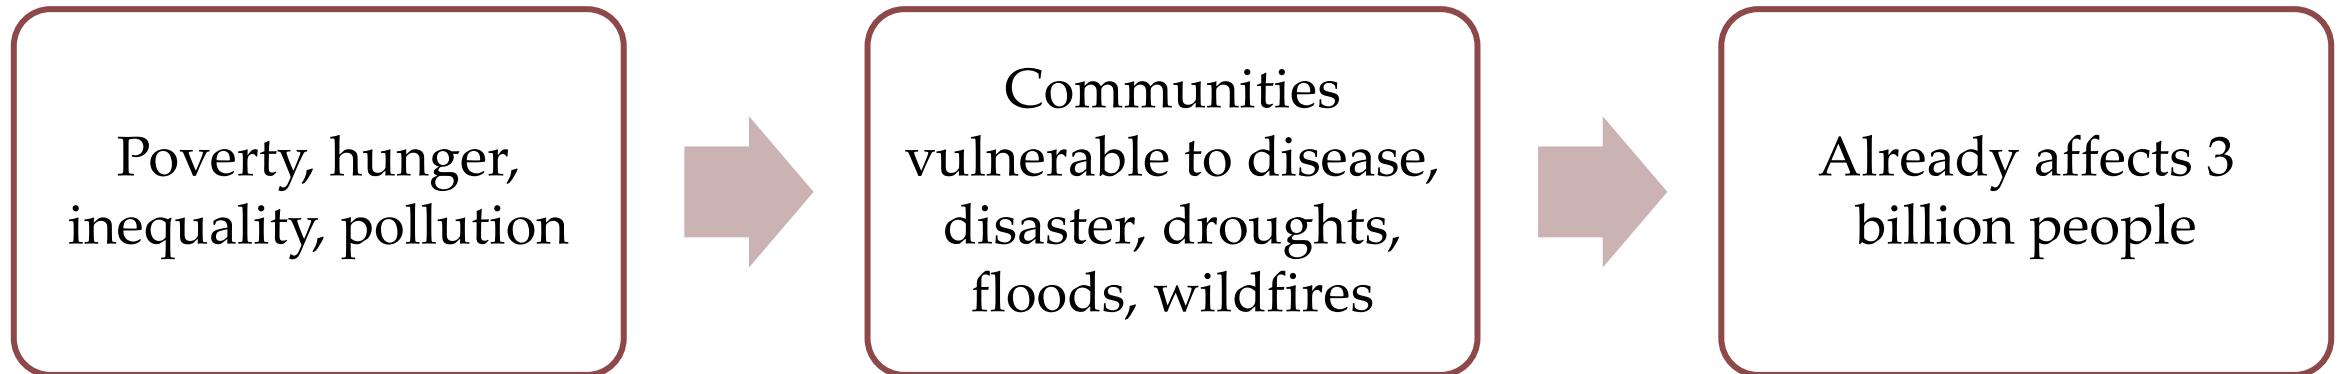 Poverty, hunger,
inequality, pollution
Communities
vulnerable to disease,
disaster, droughts,
floods, wildfires
Already affects 3
billion people